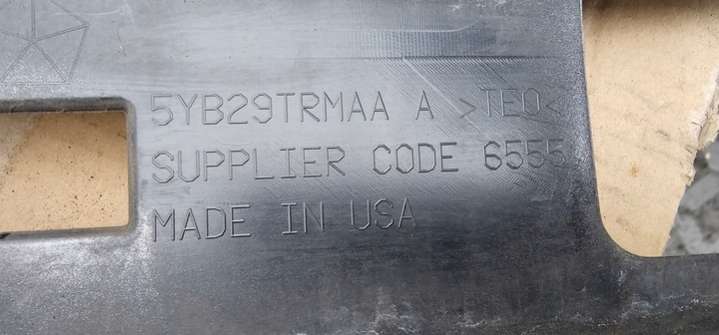 5YB29TRMAA A >TEO<
SUPPLIER CODE 6555
MADE IN USA